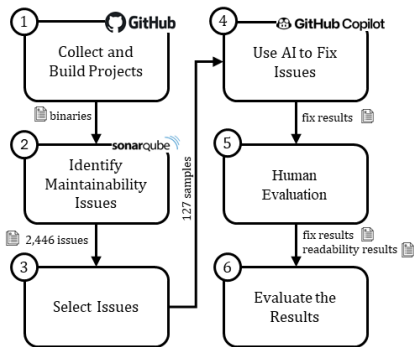 1
GitHub
Collect and
Build Projects
binaries
2
sonarqube
Identify
Maintainability
Issues
2,446 issues
3
Select Issues
127 samples
4
GitHub Copilot
Use AI to Fix
Issues
fix results
5
Human
Evaluation
fix results
readability results
6
Evaluate the
Results